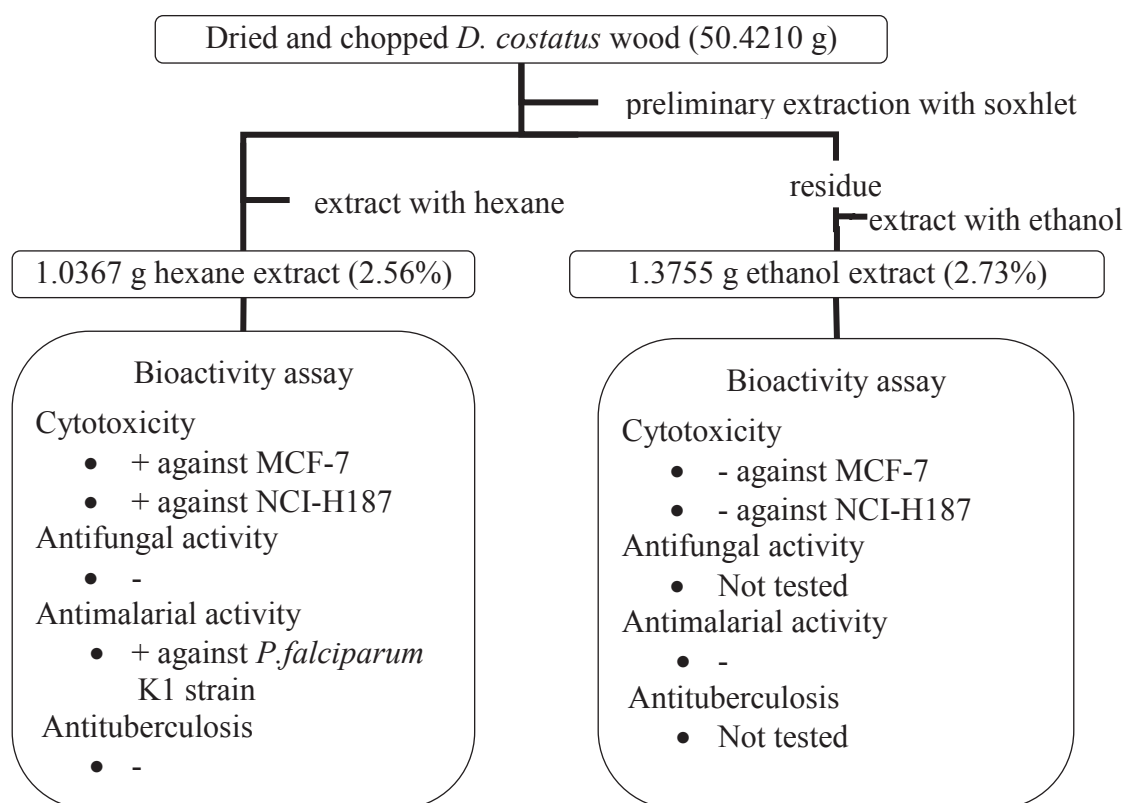 Dried and chopped D. costatus wood (50.4210 g)
preliminary extraction with soxhlet
extract with hexane
residue
extract with ethanol
1.0367 g hexane extract (2.56%)
1.3755 g ethanol extract (2.73%)
Bioactivity assay
Cytotoxicity
• + against MCF-7
• + against NCI-H187
Antifungal activity
• -
Antimalarial activity
• + against P.falciparum
K1 strain
Antituberculosis
• -
Bioactivity assay
Cytotoxicity
• - against MCF-7
• - against NCI-H187
Antifungal activity
• Not tested
Antimalarial activity
• -
Antituberculosis
• Not tested